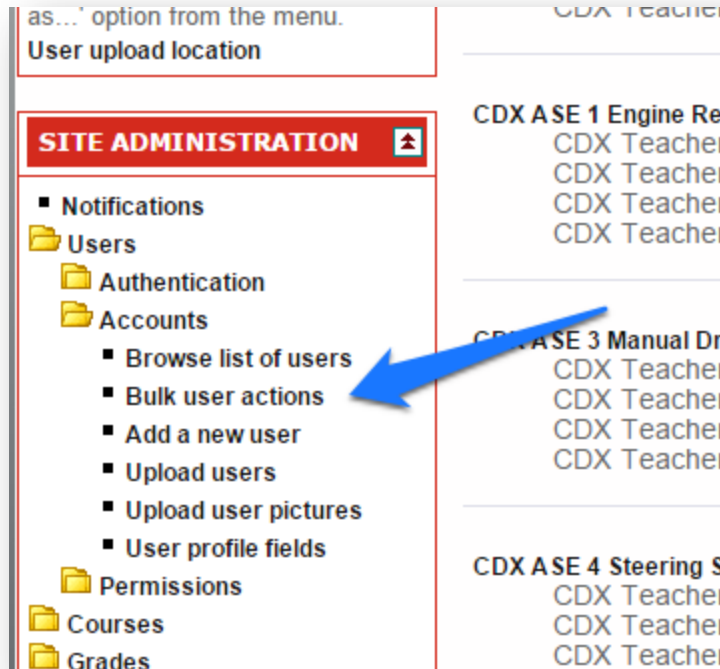 as...' option from the menu.
User upload location
SITE ADMINISTRATION
Notifications
Users
Authentication
Accounts
Browse list of users
Bulk user actions
Add a new user
Upload users
Upload user pictures
User profile fields
Permissions
Courses
Grades
CDX Teacher
CDX ASE 1 Engine Re
CDX Teacher
CDX Teacher
CDX Teacher
CDX Teacher
CDX ASE 3 Manual Dr
CDX Teacher
CDX Teacher
CDX Teacher
CDX Teacher
CDX ASE 4 Steering S
CDX Teacher
CDX Teacher
CDX Teacher